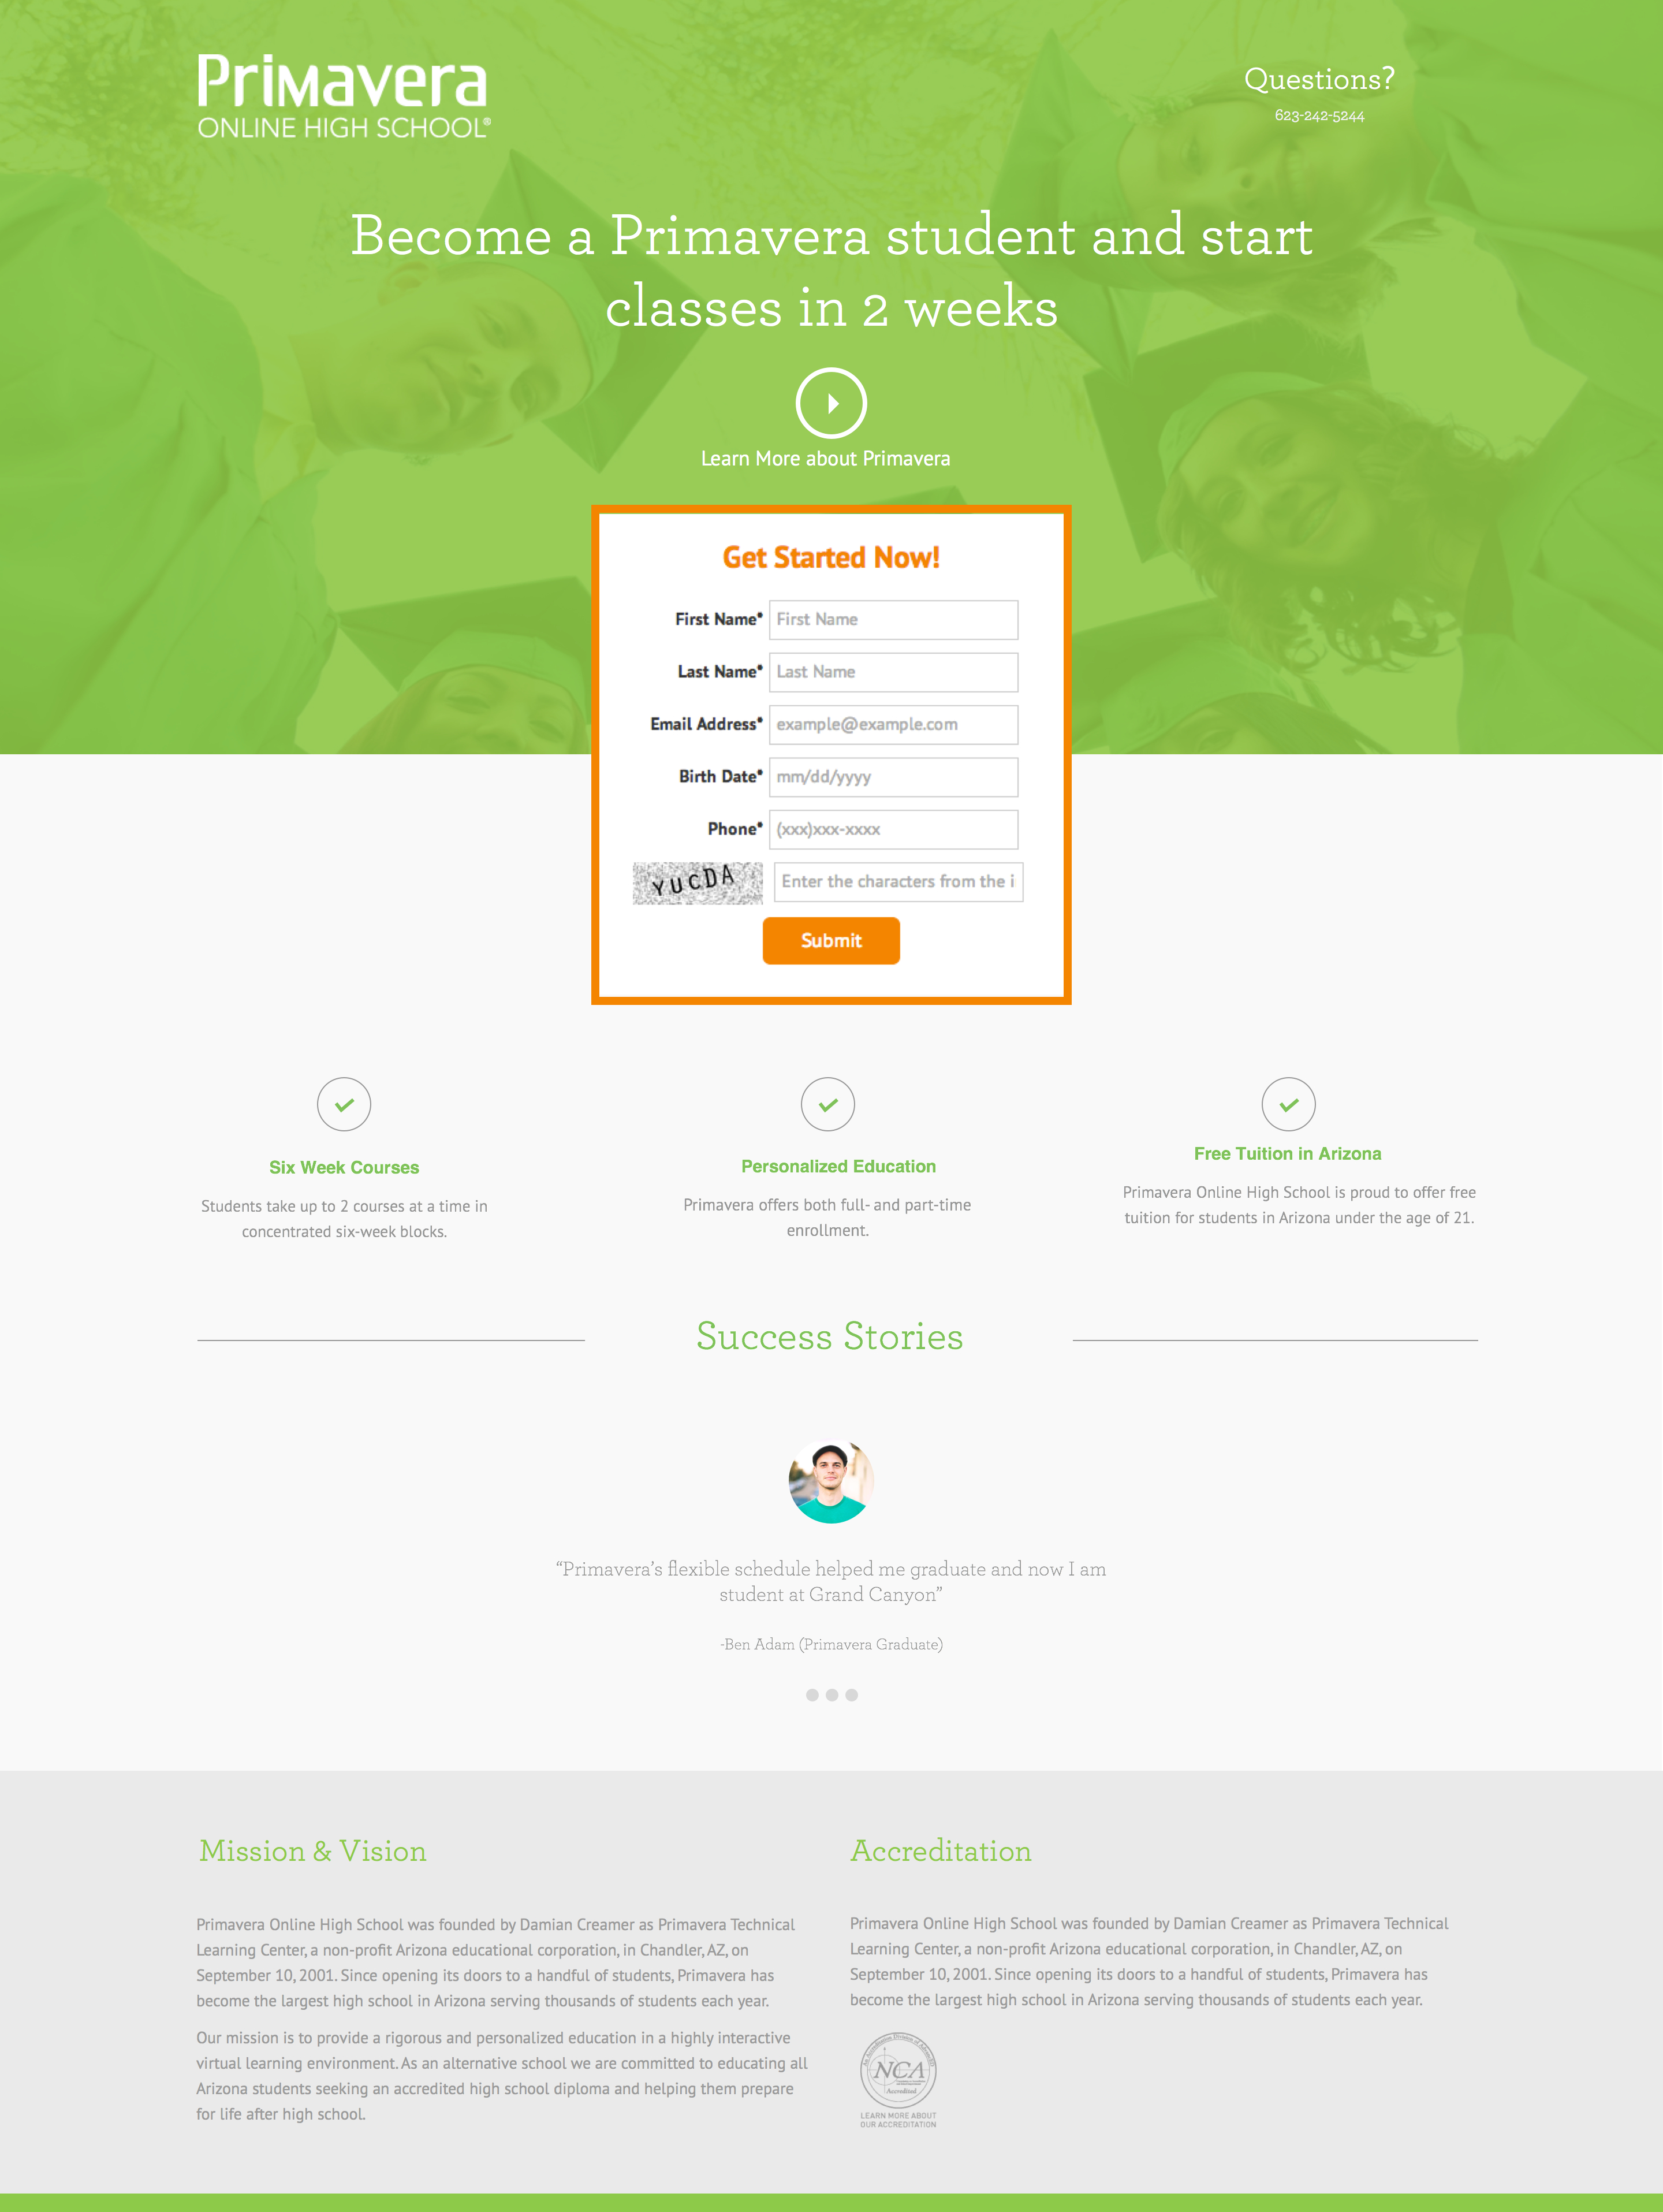 Primavera
ONLINE HIGH SCHOOL®
Questions?
623-242-5244
Become a Primavera student and start
classes in 2 weeks
Learn More about Primavera
Get Started Now!
First Name* First Name
Last Name* Last Name
Email Address* example@example.com
Birth Date* mm/dd/yyyy
Phone* (xxx)xxx-xxxx
YUCDA Enter the characters from the i
Submit
Six Week Courses
Students take up to 2 courses at a time in
concentrated six-week blocks.
Personalized Education
Primavera offers both full- and part-time
enrollment.
Free Tuition in Arizona
Primavera Online High School is proud to offer free
tuition for students in Arizona under the age of 21.
Success Stories
“Primavera’s flexible schedule helped me graduate and now I am
student at Grand Canyon”
-Ben Adam (Primavera Graduate)
Mission & Vision
Primavera Online High School was founded by Damian Creamer as Primavera Technical
Learning Center, a non-profit Arizona educational corporation, in Chandler, AZ, on
September 10, 2001. Since opening its doors to a handful of students, Primavera has
become the largest high school in Arizona serving thousands of students each year.
Our mission is to provide a rigorous and personalized education in a highly interactive
virtual learning environment. As an alternative school we are committed to educating all
Arizona students seeking an accredited high school diploma and helping them prepare
for life after high school.
Accreditation
Primavera Online High School was founded by Damian Creamer as Primavera Technical
Learning Center, a non-profit Arizona educational corporation, in Chandler, AZ, on
September 10, 2001. Since opening its doors to a handful of students, Primavera has
become the largest high school in Arizona serving thousands of students each year.
An Accreditation Division of AdvancED
NCA
Accredited
LEARN MORE ABOUT
OUR ACCREDITATION